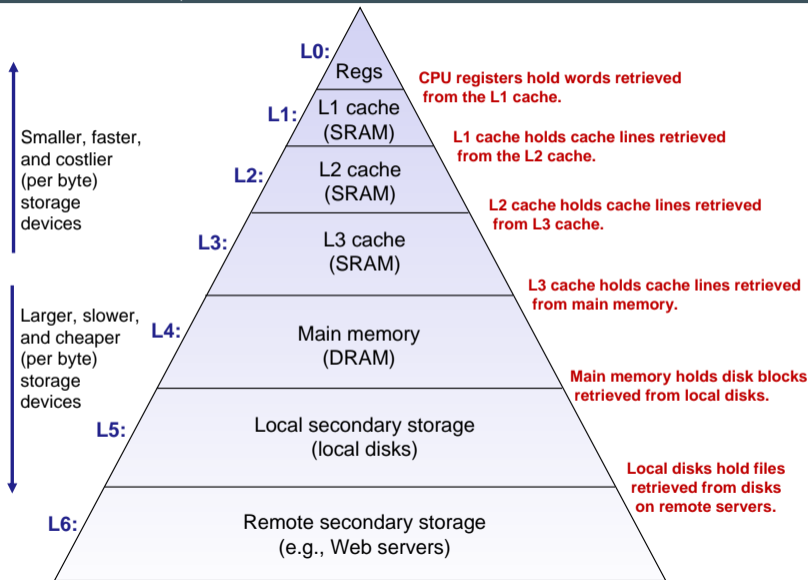 L0:
Regs
CPU registers hold words retrieved
from the L1 cache.
L1:
L1 cache
(SRAM)
L1 cache holds cache lines retrieved
from the L2 cache.
Smaller, faster,
and costlier
(per byte)
storage
devices
L2:
L2 cache
(SRAM)
L2 cache holds cache lines retrieved
from L3 cache.
L3:
L3 cache
(SRAM)
L3 cache holds cache lines retrieved
from main memory.
Larger, slower,
and cheaper
(per byte)
storage
devices
L4:
Main memory
(DRAM)
Main memory holds disk blocks
retrieved from local disks.
L5:
Local secondary storage
(local disks)
Local disks hold files
retrieved from disks
on remote servers.
L6:
Remote secondary storage
(e.g., Web servers)